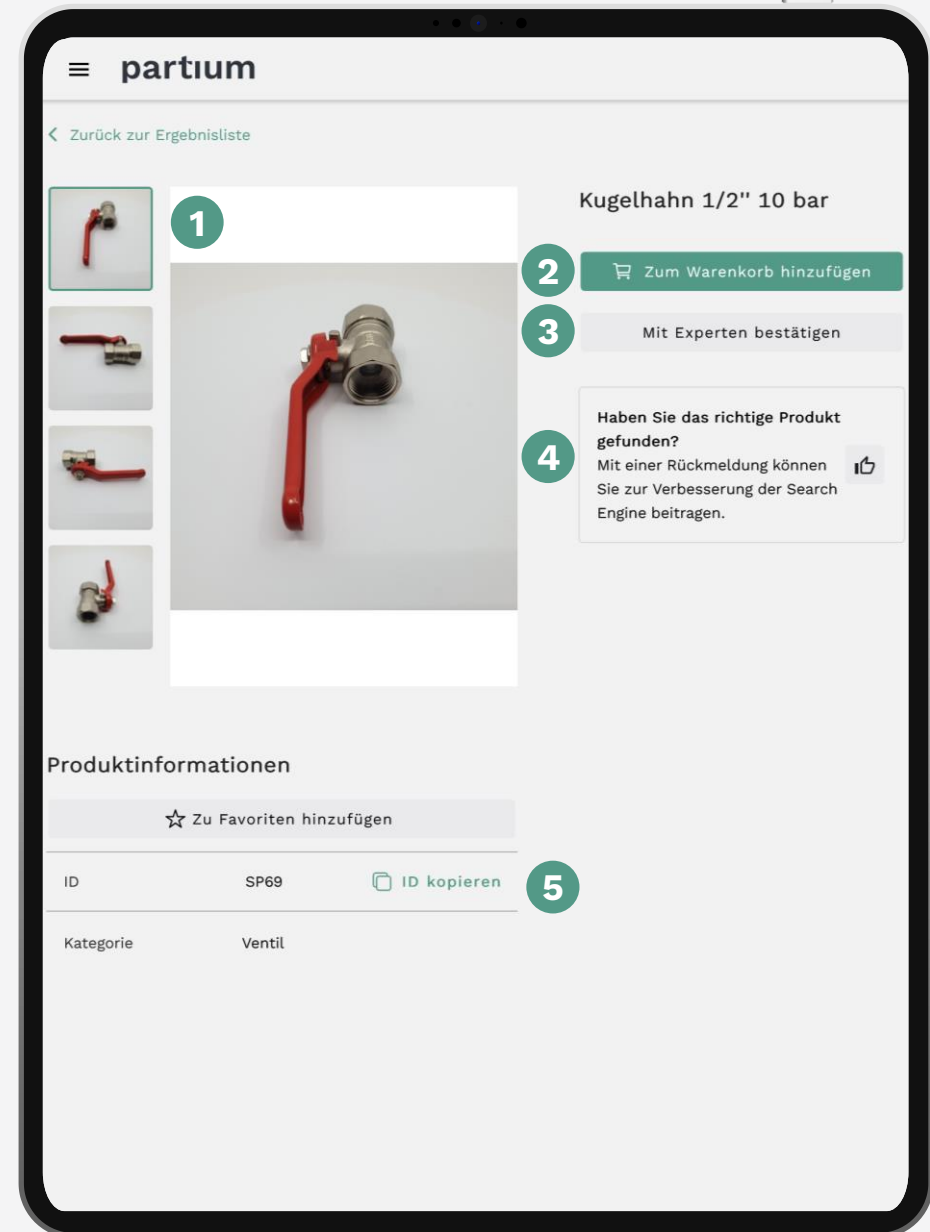 partıum
Zurück zur Ergebnisliste
1
Kugelhahn 1/2'' 10 bar
2
Zum Warenkorb hinzufügen
3
Mit Experten bestätigen
4
Haben Sie das richtige Produkt
gefunden?
Mit einer Rückmeldung können
Sie zur Verbesserung der Search
Engine beitragen.
Produktinformationen
Zu Favoriten hinzufügen
ID SP69 ID kopieren
5
Kategorie Ventil